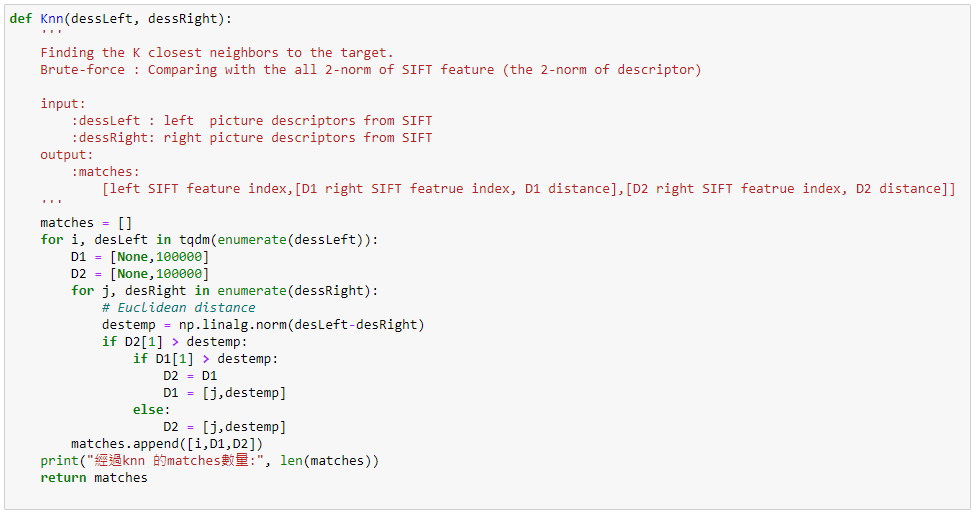 def Knn(dessLeft, dessRight):
    '''
    Finding the K closest neighbors to the target.
    Brute-force : Comparing with the all 2-norm of SIFT feature (the 2-norm of descriptor)

    input:
        :dessLeft : left  picture descriptors from SIFT
        :dessRight: right picture descriptors from SIFT
    output:
        :matches:
            [left SIFT feature index,[D1 right SIFT featrue index, D1 distance],[D2 right SIFT featrue index, D2 distance]]
    '''
    matches = []
    for i, desLeft in tqdm(enumerate(dessLeft)):
        D1 = [None,100000]
        D2 = [None,100000]
        for j, desRight in enumerate(dessRight):
            # Euclidean distance
            destemp = np.linalg.norm(desLeft-desRight)
            if D2[1] > destemp:
                if D1[1] > destemp:
                    D2 = D1
                    D1 = [j,destemp]
                else:
                    D2 = [j,destemp]
        matches.append([i,D1,D2])
    print("經過knn 的matches數量:", len(matches))
    return matches